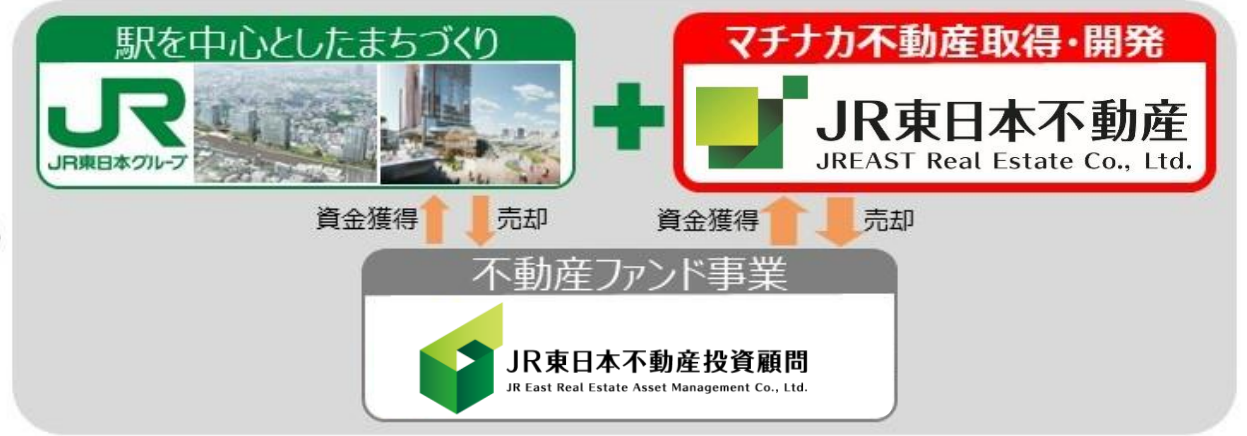 駅を中心としたまちづくり
JR
JR東日本グループ
マチナカ不動産取得・開発
JR東日本不動産
JREAST Real Estate Co., Ltd.
資金獲得
売却
資金獲得
売却
不動産ファンド事業
JR東日本不動産投資顧問
JR East Real Estate Asset Management Co., Ltd.